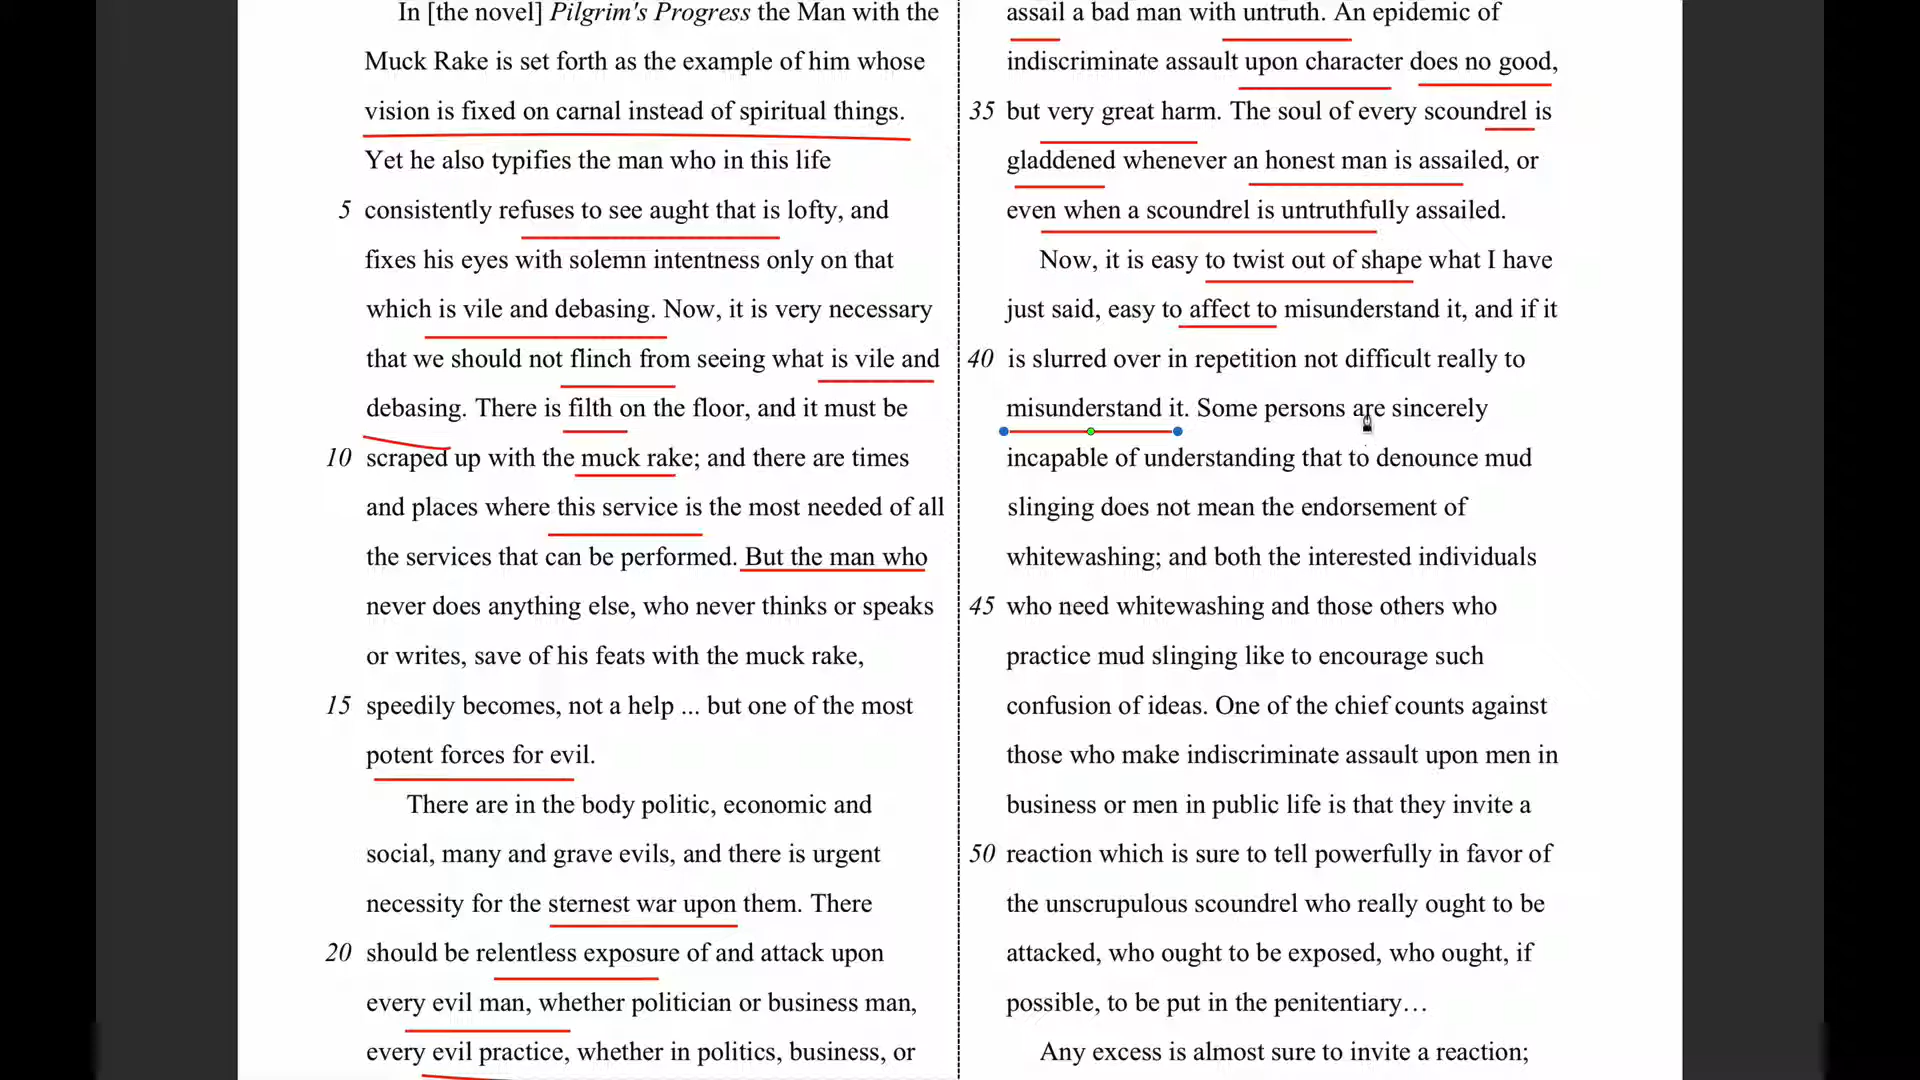 In [the novel] Pilgrim's Progress the Man with the
Muck Rake is set forth as the example of him whose
vision is fixed on carnal instead of spiritual things.
Yet he also typifies the man who in this life
5 consistently refuses to see aught that is lofty, and
fixes his eyes with solemn intentness only on that
which is vile and debasing. Now, it is very necessary
that we should not flinch from seeing what is vile and
debasing. There is filth on the floor, and it must be
10 scraped up with the muck rake; and there are times
and places where this service is the most needed of all
the services that can be performed. But the man who
never does anything else, who never thinks or speaks
or writes, save of his feats with the muck rake,
15 speedily becomes, not a help ... but one of the most
potent forces for evil.
There are in the body politic, economic and
social, many and grave evils, and there is urgent
necessity for the sternest war upon them. There
20 should be relentless exposure of and attack upon
every evil man, whether politician or business man,
every evil practice, whether in politics, business, or
assail a bad man with untruth. An epidemic of
indiscriminate assault upon character does no good,
35 but very great harm. The soul of every scoundrel is
gladdened whenever an honest man is assailed, or
even when a scoundrel is untruthfully assailed.
Now, it is easy to twist out of shape what I have
just said, easy to affect to misunderstand it, and if it
40 is slurred over in repetition not difficult really to
misunderstand it. Some persons are sincerely
incapable of understanding that to denounce mud
slinging does not mean the endorsement of
whitewashing; and both the interested individuals
45 who need whitewashing and those others who
practice mud slinging like to encourage such
confusion of ideas. One of the chief counts against
those who make indiscriminate assault upon men in
business or men in public life is that they invite a
50 reaction which is sure to tell powerfully in favor of
the unscrupulous scoundrel who really ought to be
attacked, who ought to be exposed, who ought, if
possible, to be put in the penitentiary…
Any excess is almost sure to invite a reaction;